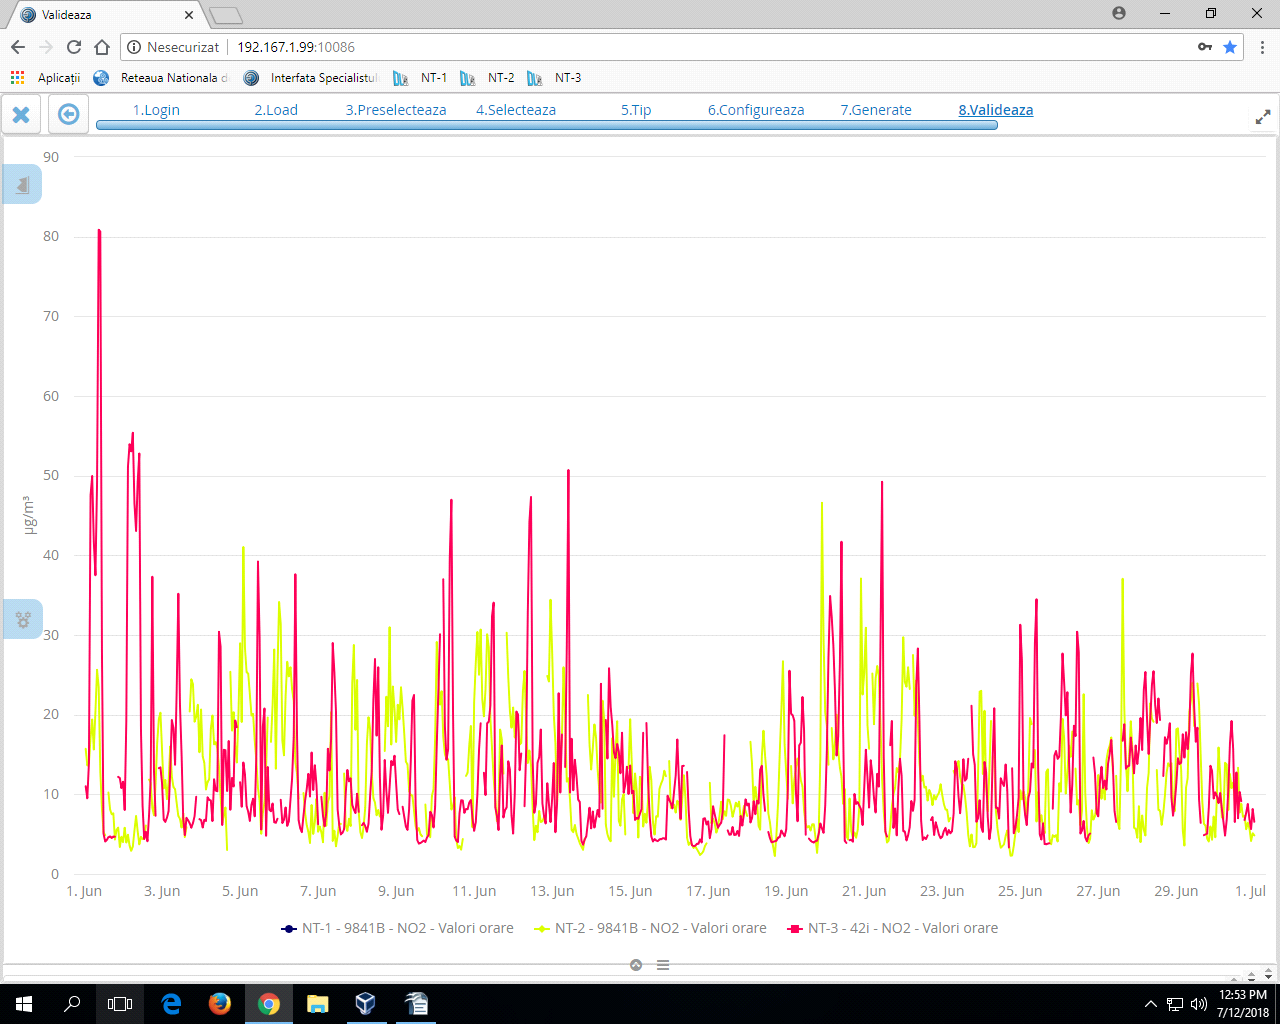 Valideaza
Nesecurizat 192.167.1.99:10086
Aplicații Reteaua Nationala d Interfata Specialistul NT-1 NT-2 NT-3
1.Login 2.Load 3.Preselecteaza 4.Selecteaza 5.Tip 6.Configureaza 7.Generate 8.Valideaza
90
80
70
60
50
µg/m³
40
30
20
10
0
1. Jun 3. Jun 5. Jun 7. Jun 9. Jun 11. Jun 13. Jun 15. Jun 17. Jun 19. Jun 21. Jun 23. Jun 25. Jun 27. Jun 29. Jun 1. Jul
NT-1 - 9841B - NO2 - Valori orare NT-2 - 9841B - NO2 - Valori orare NT-3 - 42i - NO2 - Valori orare
12:53 PM
7/12/2018